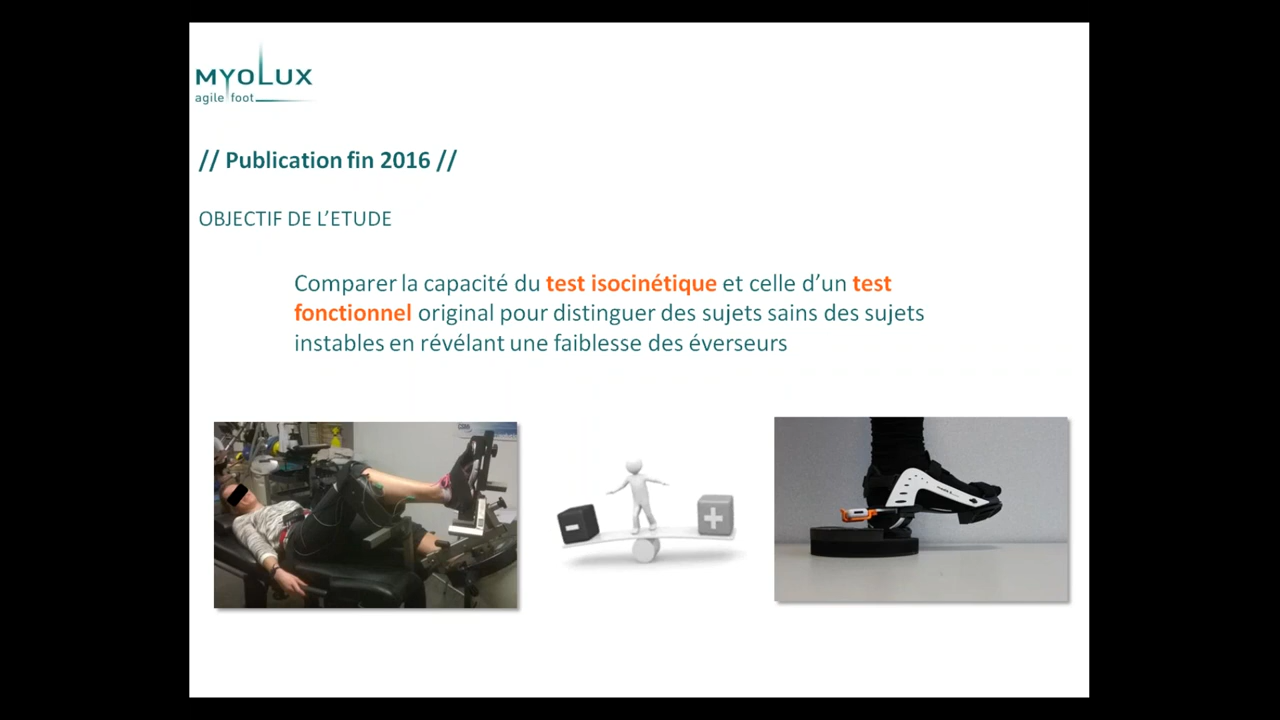 MYOLUX
agile foot
// Publication fin 2016 //
OBJECTIF DE L’ETUDE
Comparer la capacité du test isocinétique et celle d’un test
fonctionnel original pour distinguer des sujets sains des sujets
instables en révélant une faiblesse des éverseurs